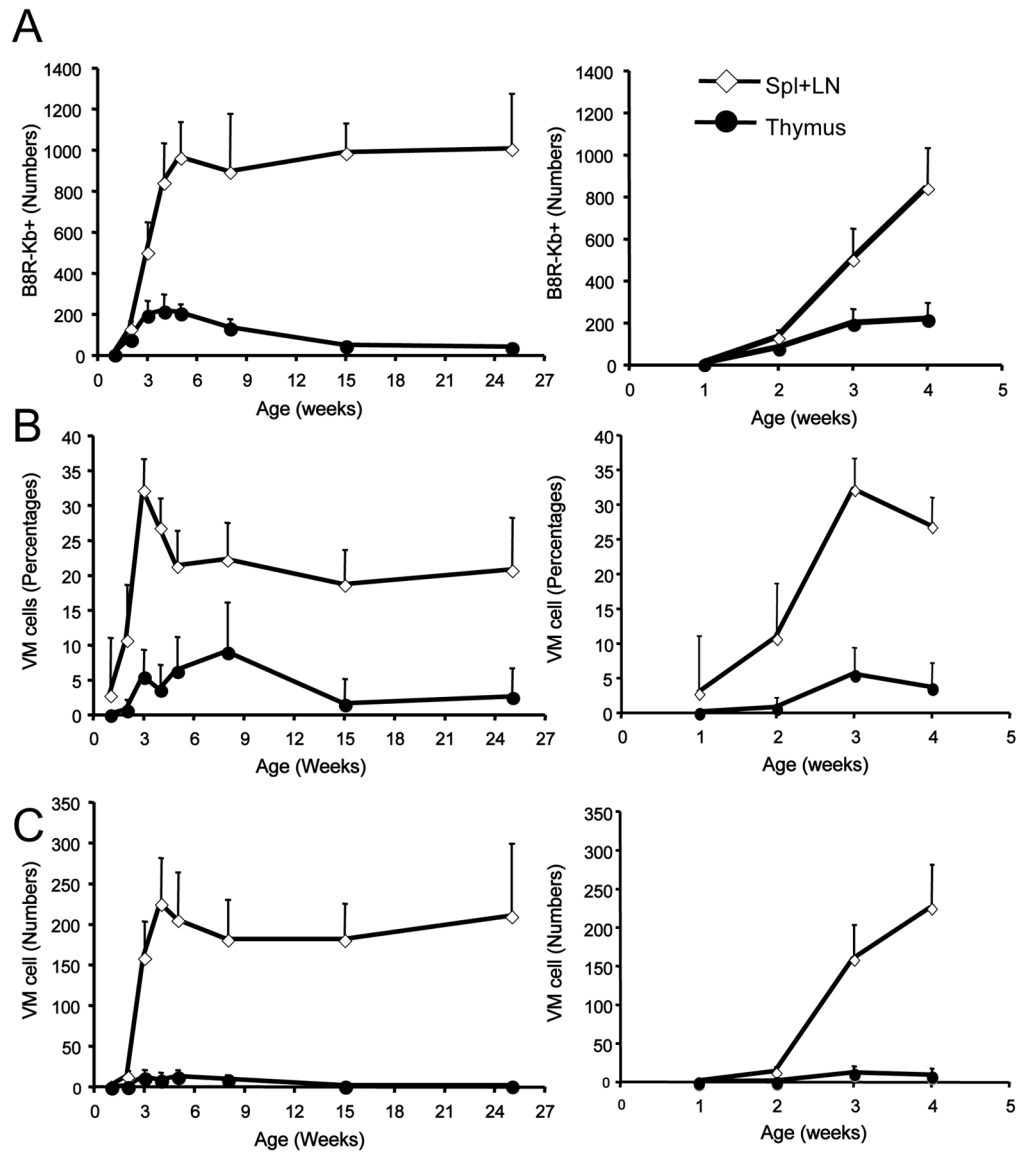 A
B8R-Kb+ (Numbers)
1400
1200
1000
800
600
400
200
0
0 3 6 9 12 15 18 21 24 27
Age (weeks)
B8R-Kb+ (Numbers)
1400
1200
1000
800
600
400
200
0
0 1 2 3 4 5
Age (weeks)
Spl+LN
Thymus
B
VM cells (Percentages)
40
35
30
25
20
15
10
5
0
0 3 6 9 12 15 18 21 24 27
Age (Weeks)
VM cell (Percentages)
40
35
30
25
20
15
10
5
0
0 1 2 3 4 5
Age (weeks)
C
VM cell (Numbers)
350
300
250
200
150
100
50
0
0 3 6 9 12 15 18 21 24 27
Age (Weeks)
VM cell (Numbers)
350
300
250
200
150
100
50
0
0 1 2 3 4 5
Age (weeks)